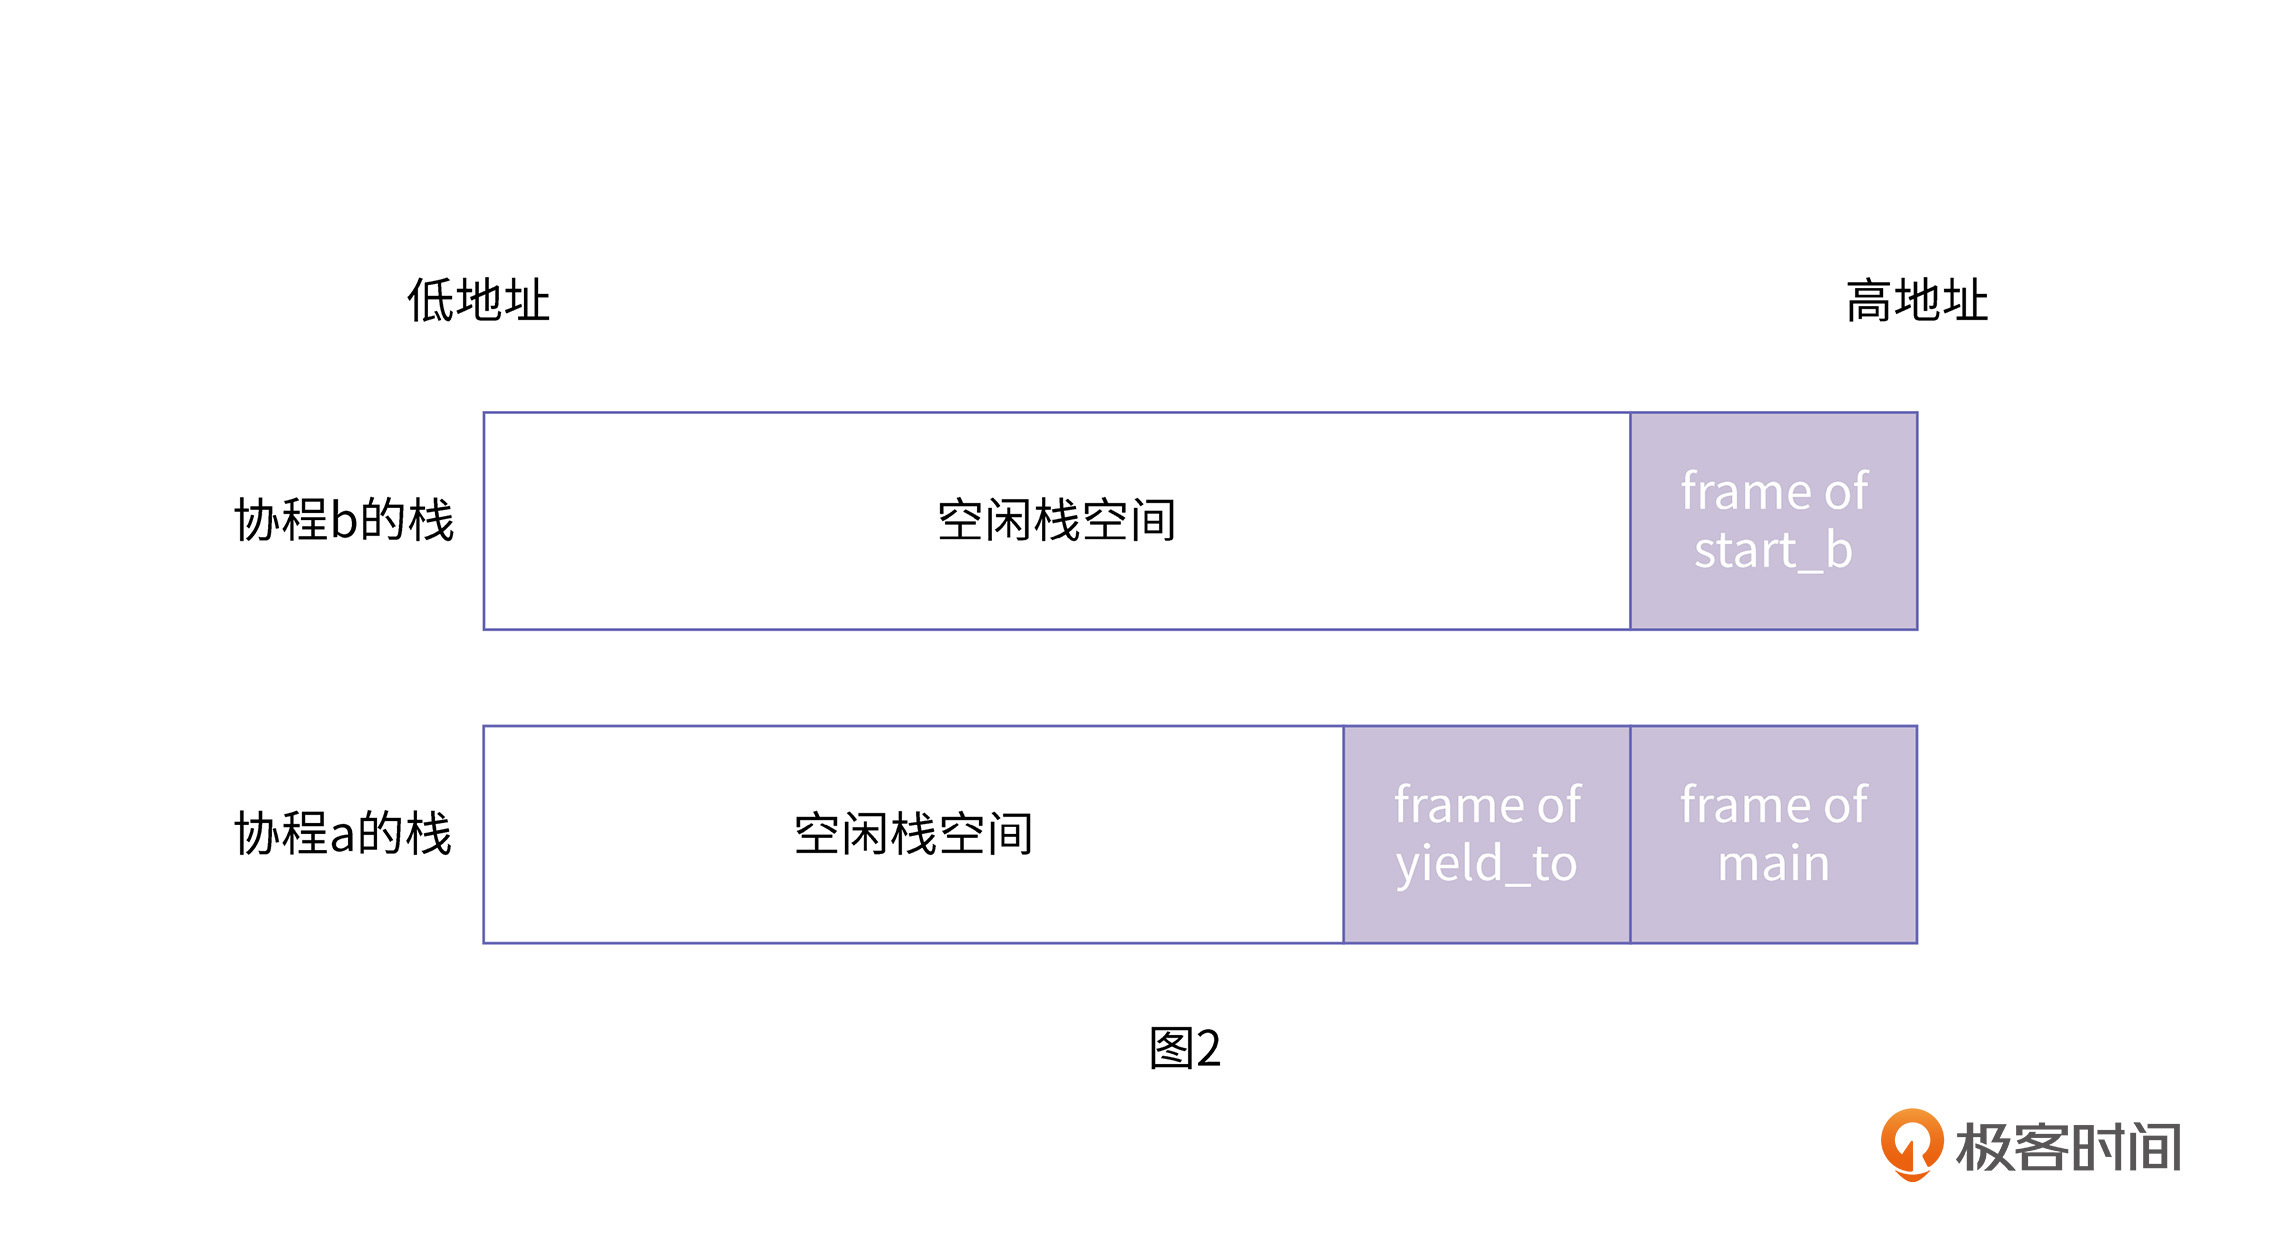 低地址 高地址
协程b的栈 空闲栈空间 frame of
start_b
协程a的栈 空闲栈空间 frame of
yield_to
frame of
main
图2
极客时间